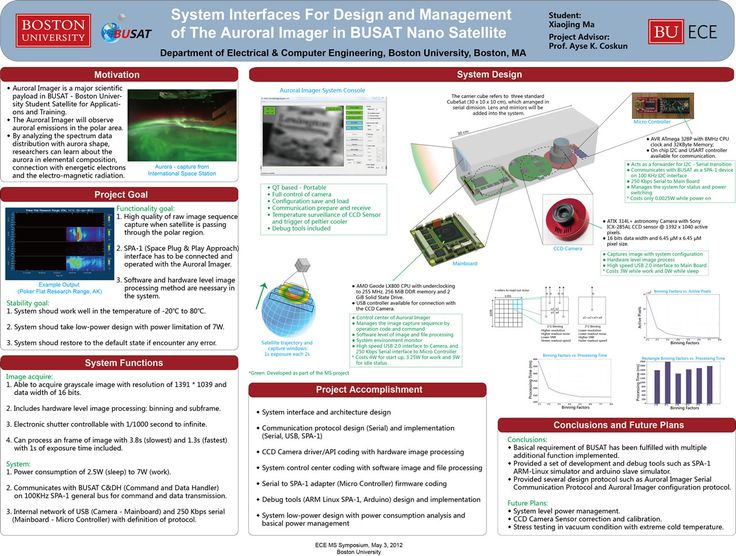 BOSTON
UNIVERSITY
BUSAT
System Interfaces For Design and Management
of The Auroral Imager in BUSAT Nano Satellite
Department of Electrical & Computer Engineering, Boston University, Boston, MA
Student:
Xiaojing Ma
Project Advisor:
Prof. Ayse K. Coskun
BU ECE
Motivation
• Auroral Imager is a major scientific
payload in BUSAT - Boston Univer-
sity Student Satellite for Applicati-
ons and Training.
• The Auroral Imager will observe
auroral emissions in the polar area.
• By analyzing the spectrum data
distribution with aurora shape,
researchers can learn about the
aurora in elemental composition,
connection with energetic electrons
and the electro-magnetic radiation.
Aurora - capture from
International Space Station
Project Goal
Functionality goal:
1. High quality of raw image sequence
capture when satellite is passing
through the polar region.
2. SPA-1 (Space Plug & Play Approach)
interface has to be connected and
operated with the Auroral Imager.
3. Software and hardware level image
processing method are neessary in
the system.
Example Output
(Poker Flat Research Range, AK)
Stability goal:
1. System shoud work well in the temperature of -20℃ to 80℃.
2. System shoud take low-power design with power limitation of 7W.
3. System shoud restore to the default state if encounter any error.
System Functions
Image acquire:
1. Able to acquire grayscale image with resolution of 1391 * 1039 and
data width of 16 bits.
2. Includes hardware level image processing: binning and subframe.
3. Electronic shutter controllable with 1/1000 second to infinite.
4. Can process an frame of image with 3.8s (slowest) and 1.3s (fastest)
with 1s of exposure time included.
System:
1. Power consumption of 2.5W (sleep) to 7W (work).
2. Communicates with BUSAT C&DH (Command and Data Handler)
on 100KHz SPA-1 general bus for command and data transmission.
3. Internal network of USB (Camera - Mainboard) and 250 Kbps serial
(Mainboard - Micro Controller) with definition of protocol.
System Design
Auroral Imager System Console
• QT based - Portable
• Full control of camera
• Configuration save and load
• Communication prepare and receive
• Temperature surveillance of CCD Sensor
and trigger of peltier cooler
• Debug tools included
The carrier cube refers to three standard
CubeSat (30 x 10 x 10 cm), which arranged in
serial dirension. Lens and mirriors will be
added into the system.
30 cm
Micro Controller
• AVR ATmega 328P with 8MHz CPU
clock and 32KByte Memory;
• On chip I2C and USART controller
available for communication.
• Acts as a forwarder for I2C - Serial transition
• Communicates with BUSAT as a SPA-1 device
on 100 KHz I2C interface
• 250 Kbps Serial to Main Board
• Manages the system for status and power
switching
* Costs only 0.0025W while power on
Mainboard
CCD Camera
• ATIK 314L+ astronomy Camera with Sony
ICX-285AL CCD sensor @ 1392 x 1040 active
pixels.
• 16 bits data width and 6.45 μM x 6.45 μM
pixel size.
• Captures image with system configuration
• Hardware level image process
• High speed USB 2.0 interface to Main Board
* Costs 3W while work and 0W while sleep
Satellite trajectory and
capture windows:
1s exposure each 2s
• AMD Geode LX800 CPU with underclocking
to 255 MHz, 256 MiB DDR memory and 2
GiB Solid State Drive.
• USB controller available for connection with
the CCD Camera.
• Control center of Auroral Imager
• Manages the image capture sequence by
operation code and command
• Software level of image and file processing
• System environment monitor
• High speed USB 2.0 interface to Camera, and
250 Kbps Serial interface to Micro Controller
* Costs 4W for start up, 3.25W for work and 3W
for idle status
*Green: Developed as part of the MS project
Binning Factors vs. Active Pixels
Active Pixels
Binning Factors
Binning Factors vs. Processing Time
Processing Time (ms)
Binning Factors
Rectangle Binning Factors vs. Processing Time
Processing Time (ms)
Binning Factors
Project Accomplishment
• System interface and architecture design
• Communication protocol design (Serial) and implementation
(Serial, USB, SPA-1)
• CCD Camera driver/API coding with hardware image processing
• System control center coding with software image and file processing
• Serial to SPA-1 adapter (Micro Controller) firmware coding
• Debug tools (ARM Linux SPA-1, Arduino) design and implementation
• System low-power design with power consumption analysis and
basical power management
Conclusions and Future Plans
Conclusions:
• Basical requirement of BUSAT has been fulfilled with multiple
additional function implemented.
• Provided a set of development and debug tools such as SPA-1
ARM-Linux simulator and arduino slave simulator.
• Provided several design protocol such as Auroral Imager Serial
Communication Protocol and Auroral Imager configuration protocol.
Future Plans:
• System level power management.
• CCD Camera Sensor correction and calibration.
• Stress testing in vacuum condition with extreme cold temperature.
ECE MS Symposium, May 3, 2012
Boston University